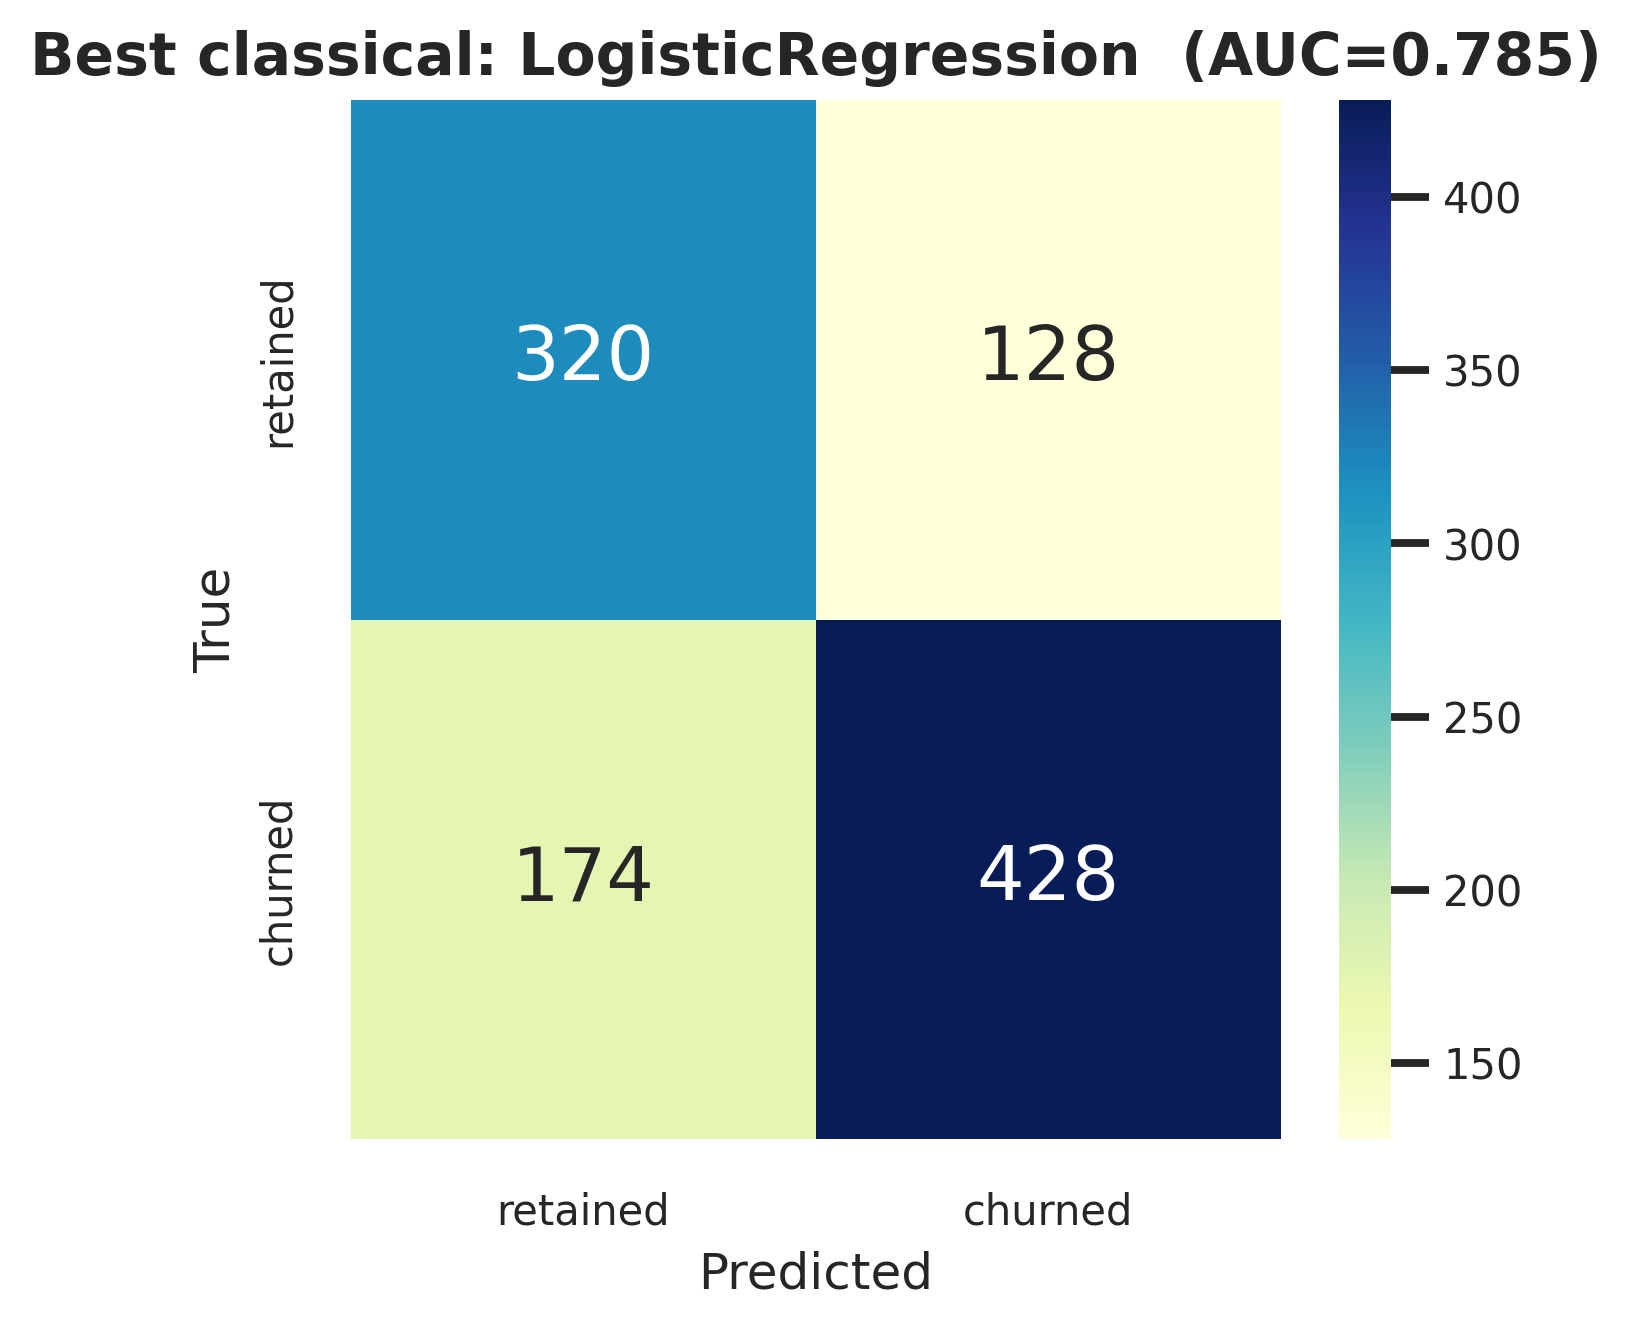 Best classical: LogisticRegression  (AUC=0.785)
True
retained
320
128
churned
174
428
retained
churned
Predicted
400
350
300
250
200
150